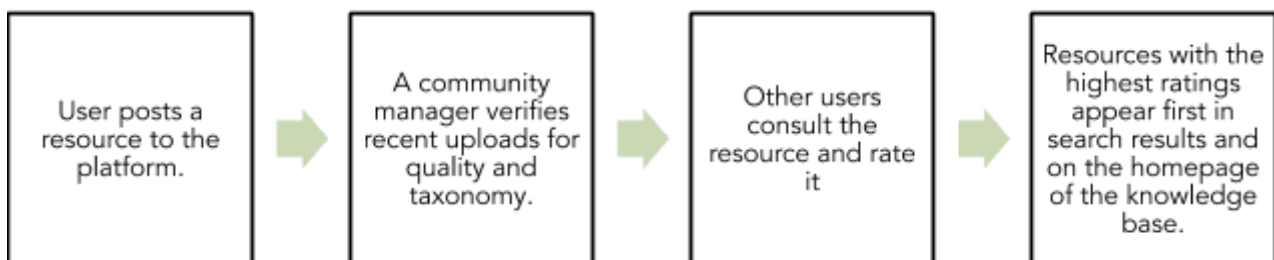 User posts a
resource to the
platform.
A community
manager verifies
recent uploads for
quality and
taxonomy.
Other users
consult the
resource and rate
it
Resources with the
highest ratings
appear first in
search results and
on the homepage
of the knowledge
base.